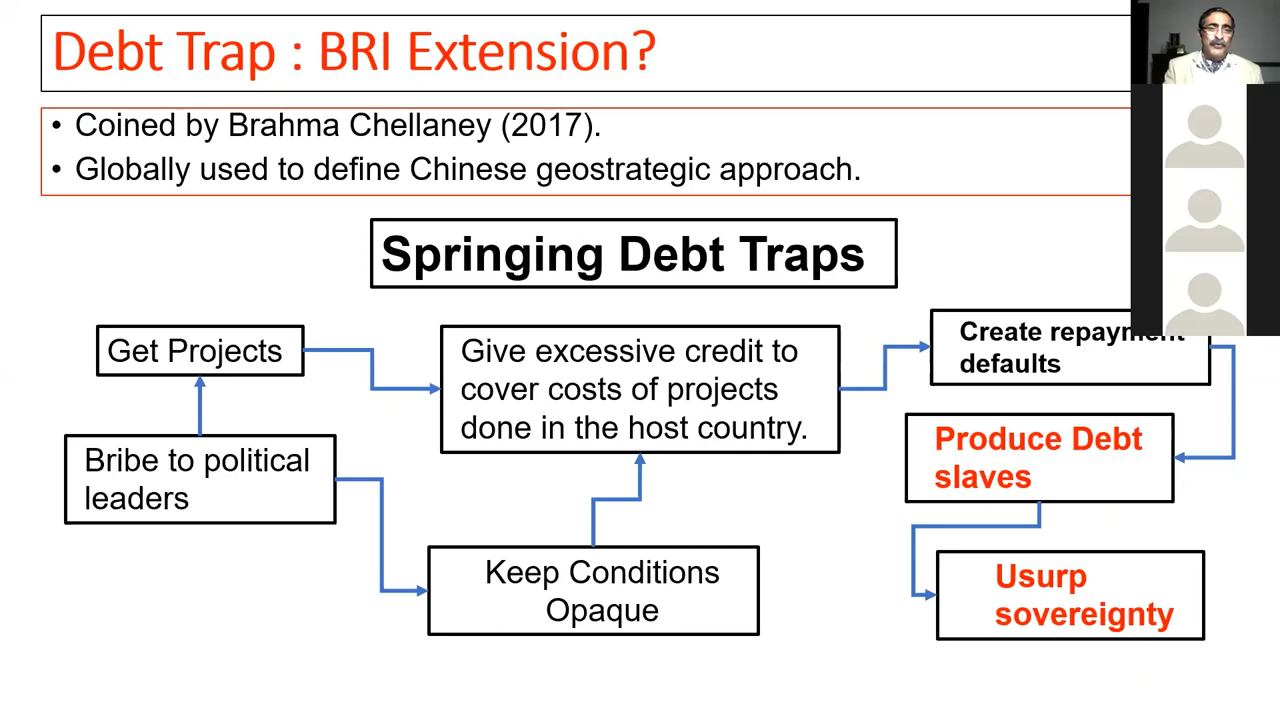 Debt Trap : BRI Extension?
• Coined by Brahma Chellaney (2017).
• Globally used to define Chinese geostrategic approach.
Springing Debt Traps
Get Projects
Give excessive credit to
cover costs of projects
done in the host country.
Create repayment
defaults
Bribe to political
leaders
Produce Debt
slaves
Keep Conditions
Opaque
Usurp
sovereignty